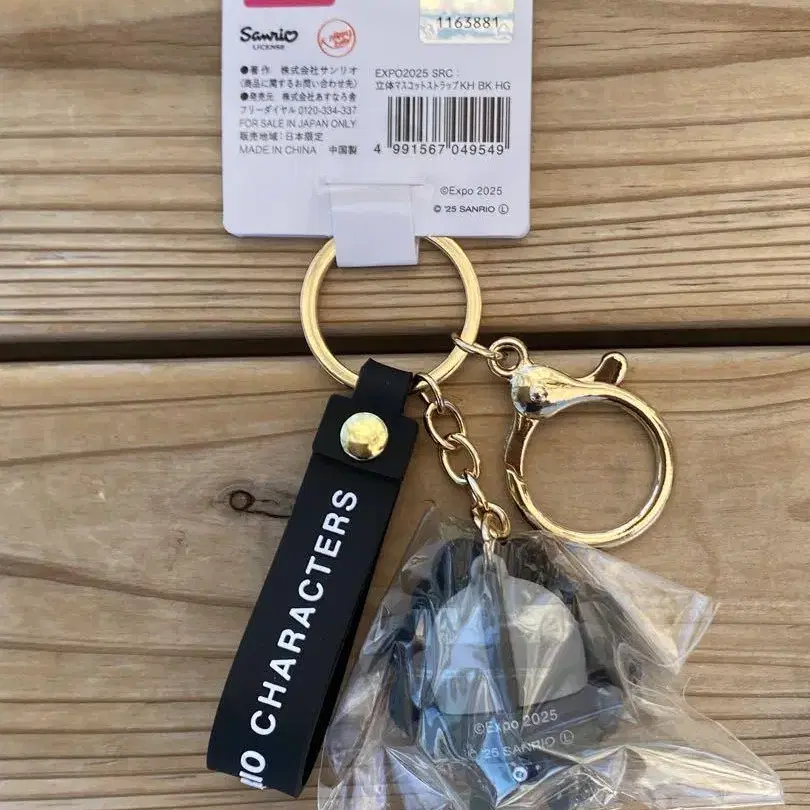 1163881
Sanrio
LICENSE
●著作 株式会社サンリオ
(商品に関するお問い合わせ先)
●発売元 株式会社あすなろ舎
フリーダイヤル0120-334-337
FOR SALE IN JAPAN ONLY
販売地域:日本限定
MADE IN CHINA 中国製
EXPO2025 SRC:
立体マスコットストラップKH BK HG
4 991567 049549
©Expo 2025
© '25 SANRIO Ⓛ
IO CHARACTERS
©Expo 2025
© '25 SANRIO Ⓛ